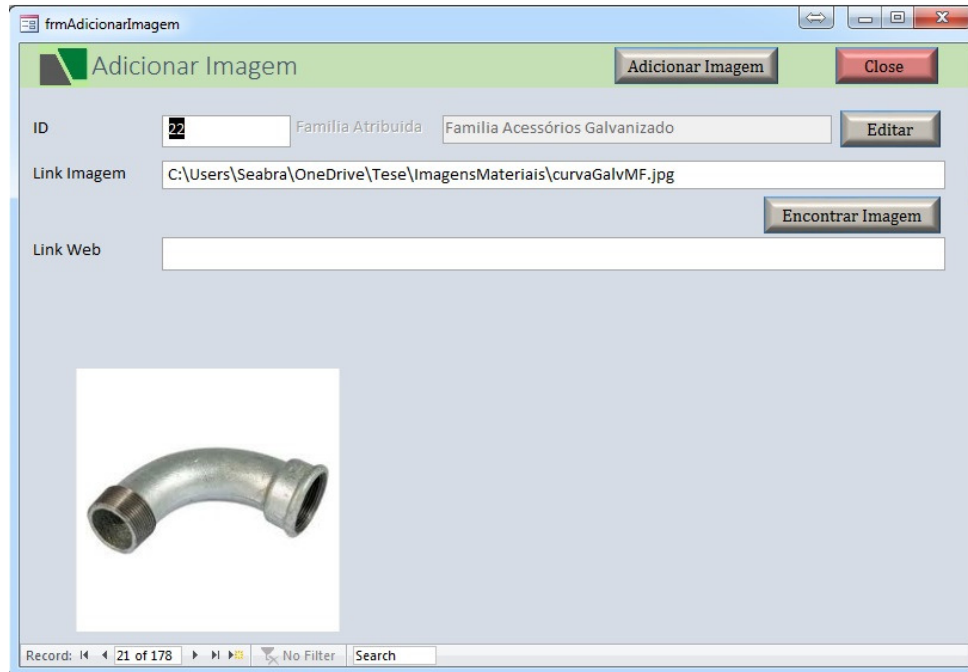 frmAdicionarImagem
Adicionar Imagem Adicionar Imagem Close
ID 22 Familia Atribuida Familia Acessórios Galvanizado Editar
Link Imagem C:\Users\Seabra\OneDrive\Tese\ImagensMateriais\curvaGalvMF.jpg
Encontrar Imagem
Link Web
Record: 21 of 178 No Filter Search